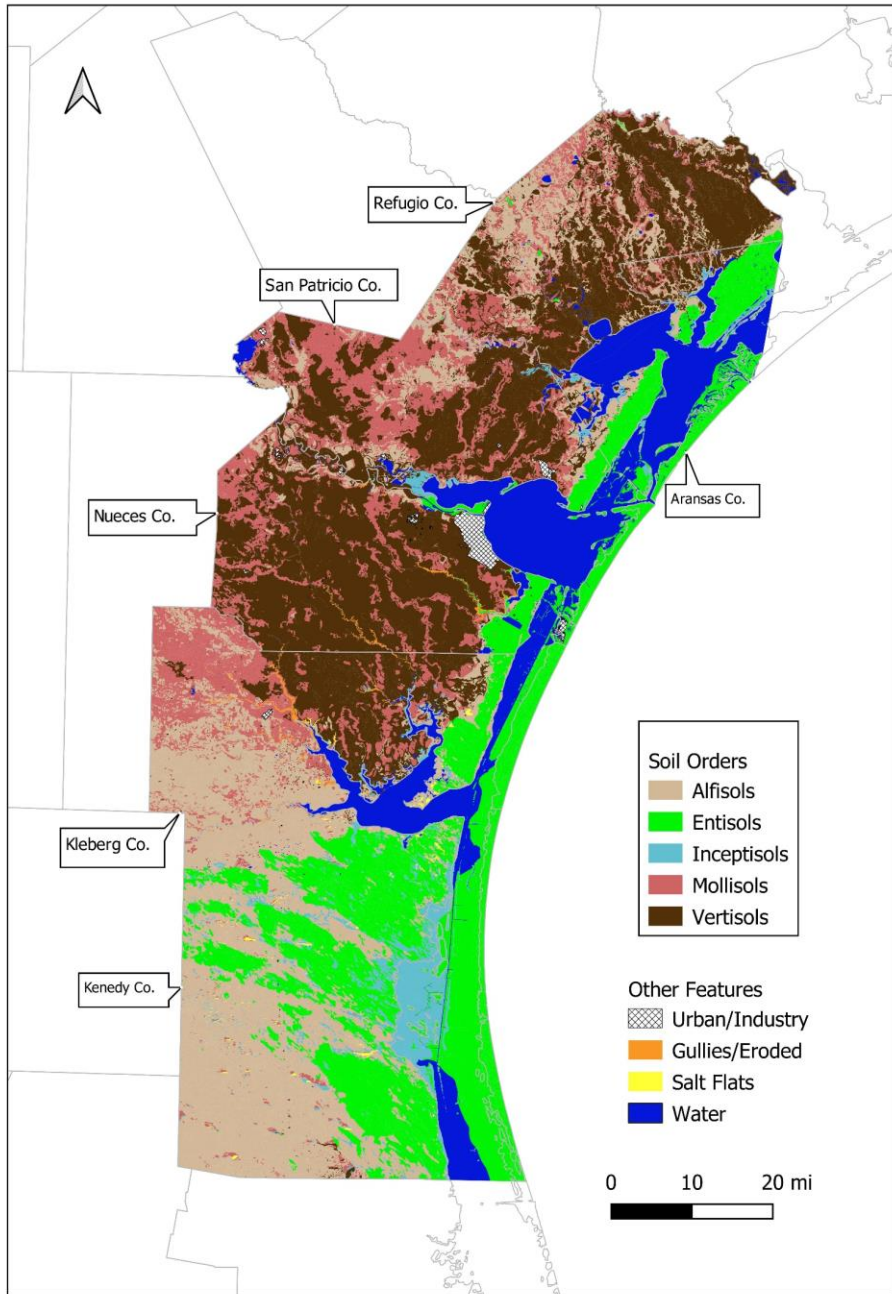 Refugio Co.
San Patricio Co.
Aransas Co.
Nueces Co.
Kleberg Co.
Kenedy Co.
Soil Orders
Alfisols
Entisols
Inceptisols
Mollisols
Vertisols
Other Features
Urban/Industry
Gullies/Eroded
Salt Flats
Water
0 10 20 mi